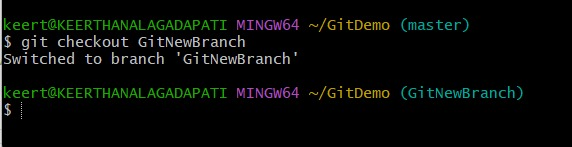 keert@KEERTHANALAGADAPATI MINGW64 ~/GitDemo (master)
$ git checkout GitNewBranch
Switched to branch 'GitNewBranch'
keert@KEERTHANALAGADAPATI MINGW64 ~/GitDemo (GitNewBranch)
$